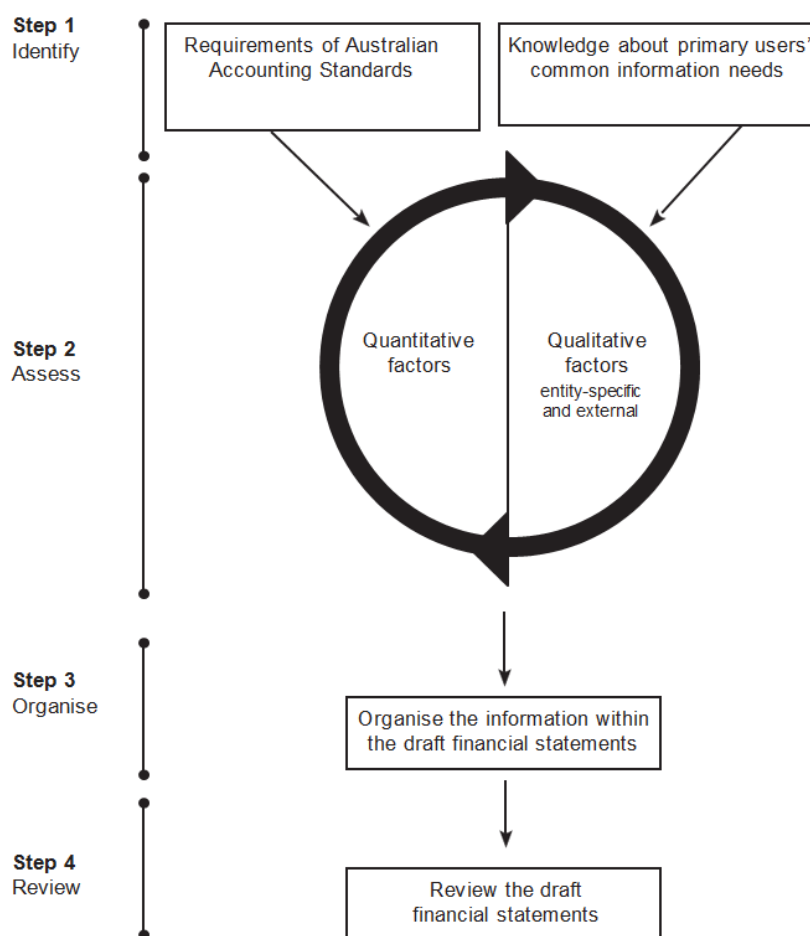 Step 1
Identify
Requirements of Australian
Accounting Standards
Knowledge about primary users'
common information needs
Step 2
Assess
Quantitative
factors
Qualitative
factors
entity-specific
and external
Step 3
Organise
Organise the information within
the draft financial statements
Step 4
Review
Review the draft
financial statements